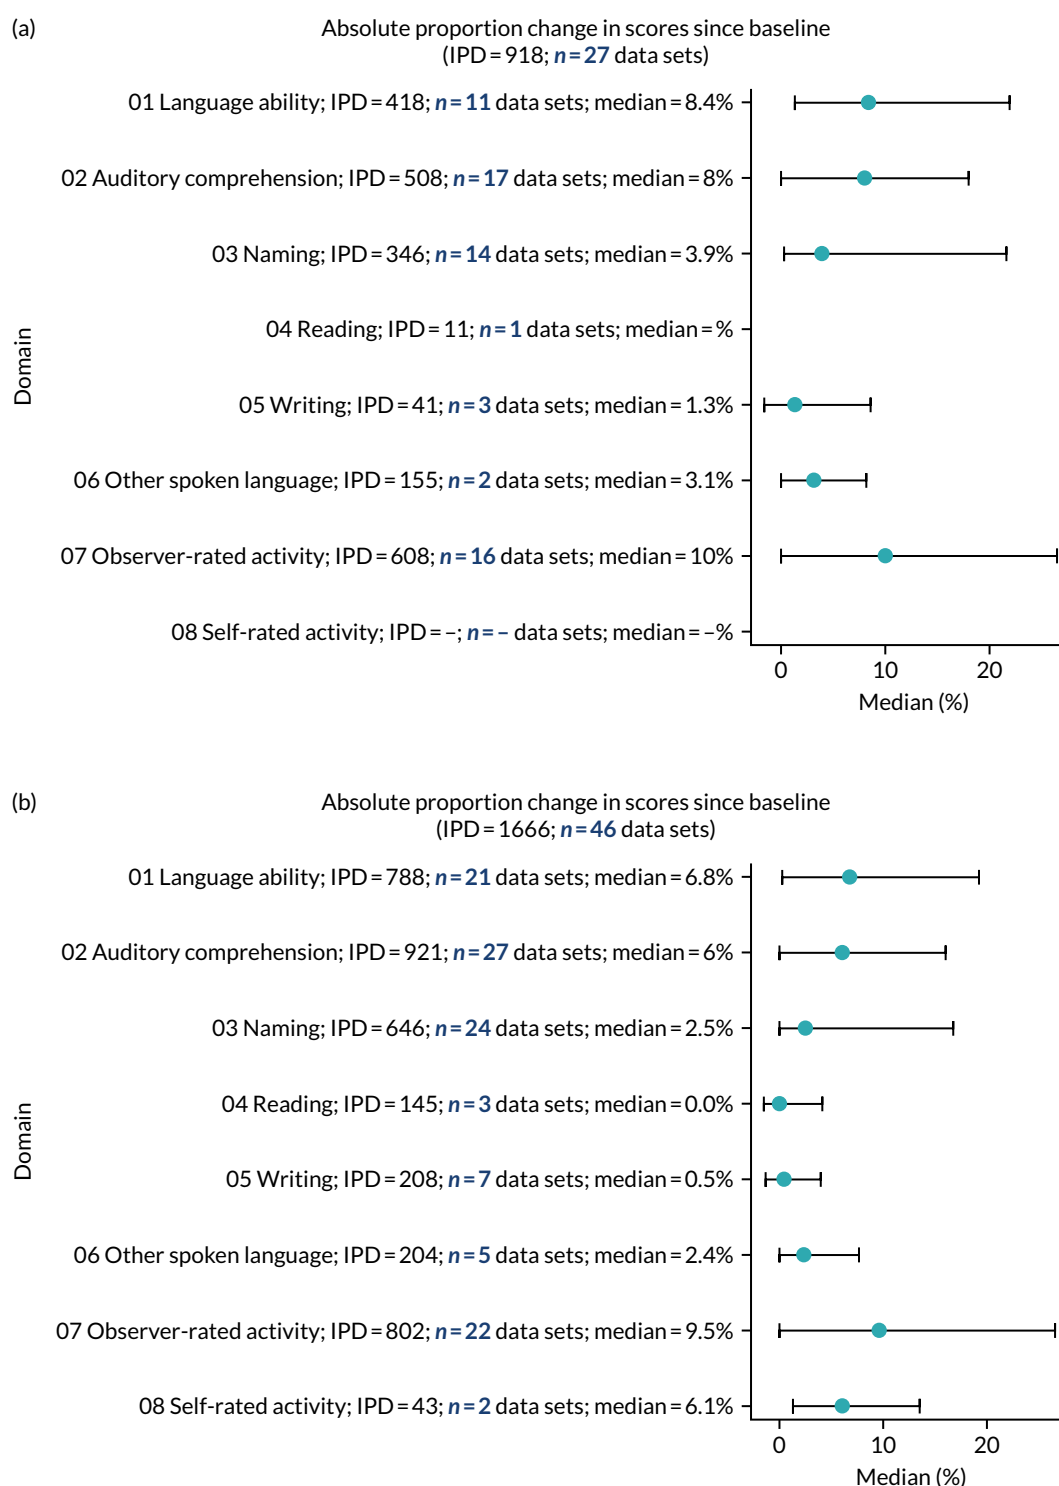 (a)
Absolute proportion change in scores since baseline
(IPD = 918; n = 27 data sets)
01 Language ability; IPD = 418; n = 11 data sets; median = 8.4%
02 Auditory comprehension; IPD = 508; n = 17 data sets; median = 8%
03 Naming; IPD = 346; n = 14 data sets; median = 3.9%
04 Reading; IPD = 11; n = 1 data sets; median = %
Domain
05 Writing; IPD = 41; n = 3 data sets; median = 1.3%
06 Other spoken language; IPD = 155; n = 2 data sets; median = 3.1%
07 Observer-rated activity; IPD = 608; n = 16 data sets; median = 10%
08 Self-rated activity; IPD = –; n = – data sets; median = –%
0 10 20
Median (%)
(b)
Absolute proportion change in scores since baseline
(IPD = 1666; n = 46 data sets)
01 Language ability; IPD = 788; n = 21 data sets; median = 6.8%
02 Auditory comprehension; IPD = 921; n = 27 data sets; median = 6%
03 Naming; IPD = 646; n = 24 data sets; median = 2.5%
04 Reading; IPD = 145; n = 3 data sets; median = 0.0%
Domain
05 Writing; IPD = 208; n = 7 data sets; median = 0.5%
06 Other spoken language; IPD = 204; n = 5 data sets; median = 2.4%
07 Observer-rated activity; IPD = 802; n = 22 data sets; median = 9.5%
08 Self-rated activity; IPD = 43; n = 2 data sets; median = 6.1%
0 10 20
Median (%)